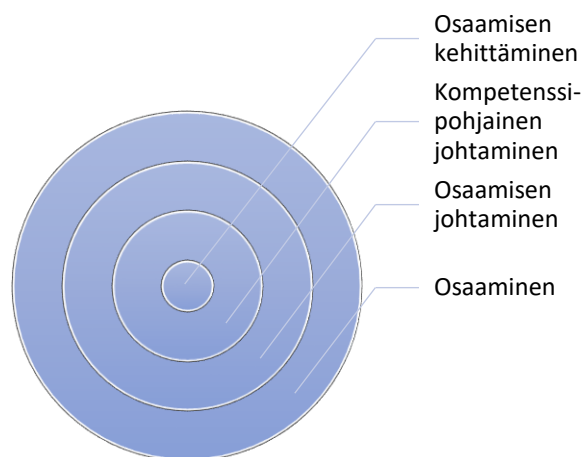 Osaamisen
kehittäminen
Kompetenssi-
pohjainen
johtaminen
Osaamisen
johtaminen
Osaaminen